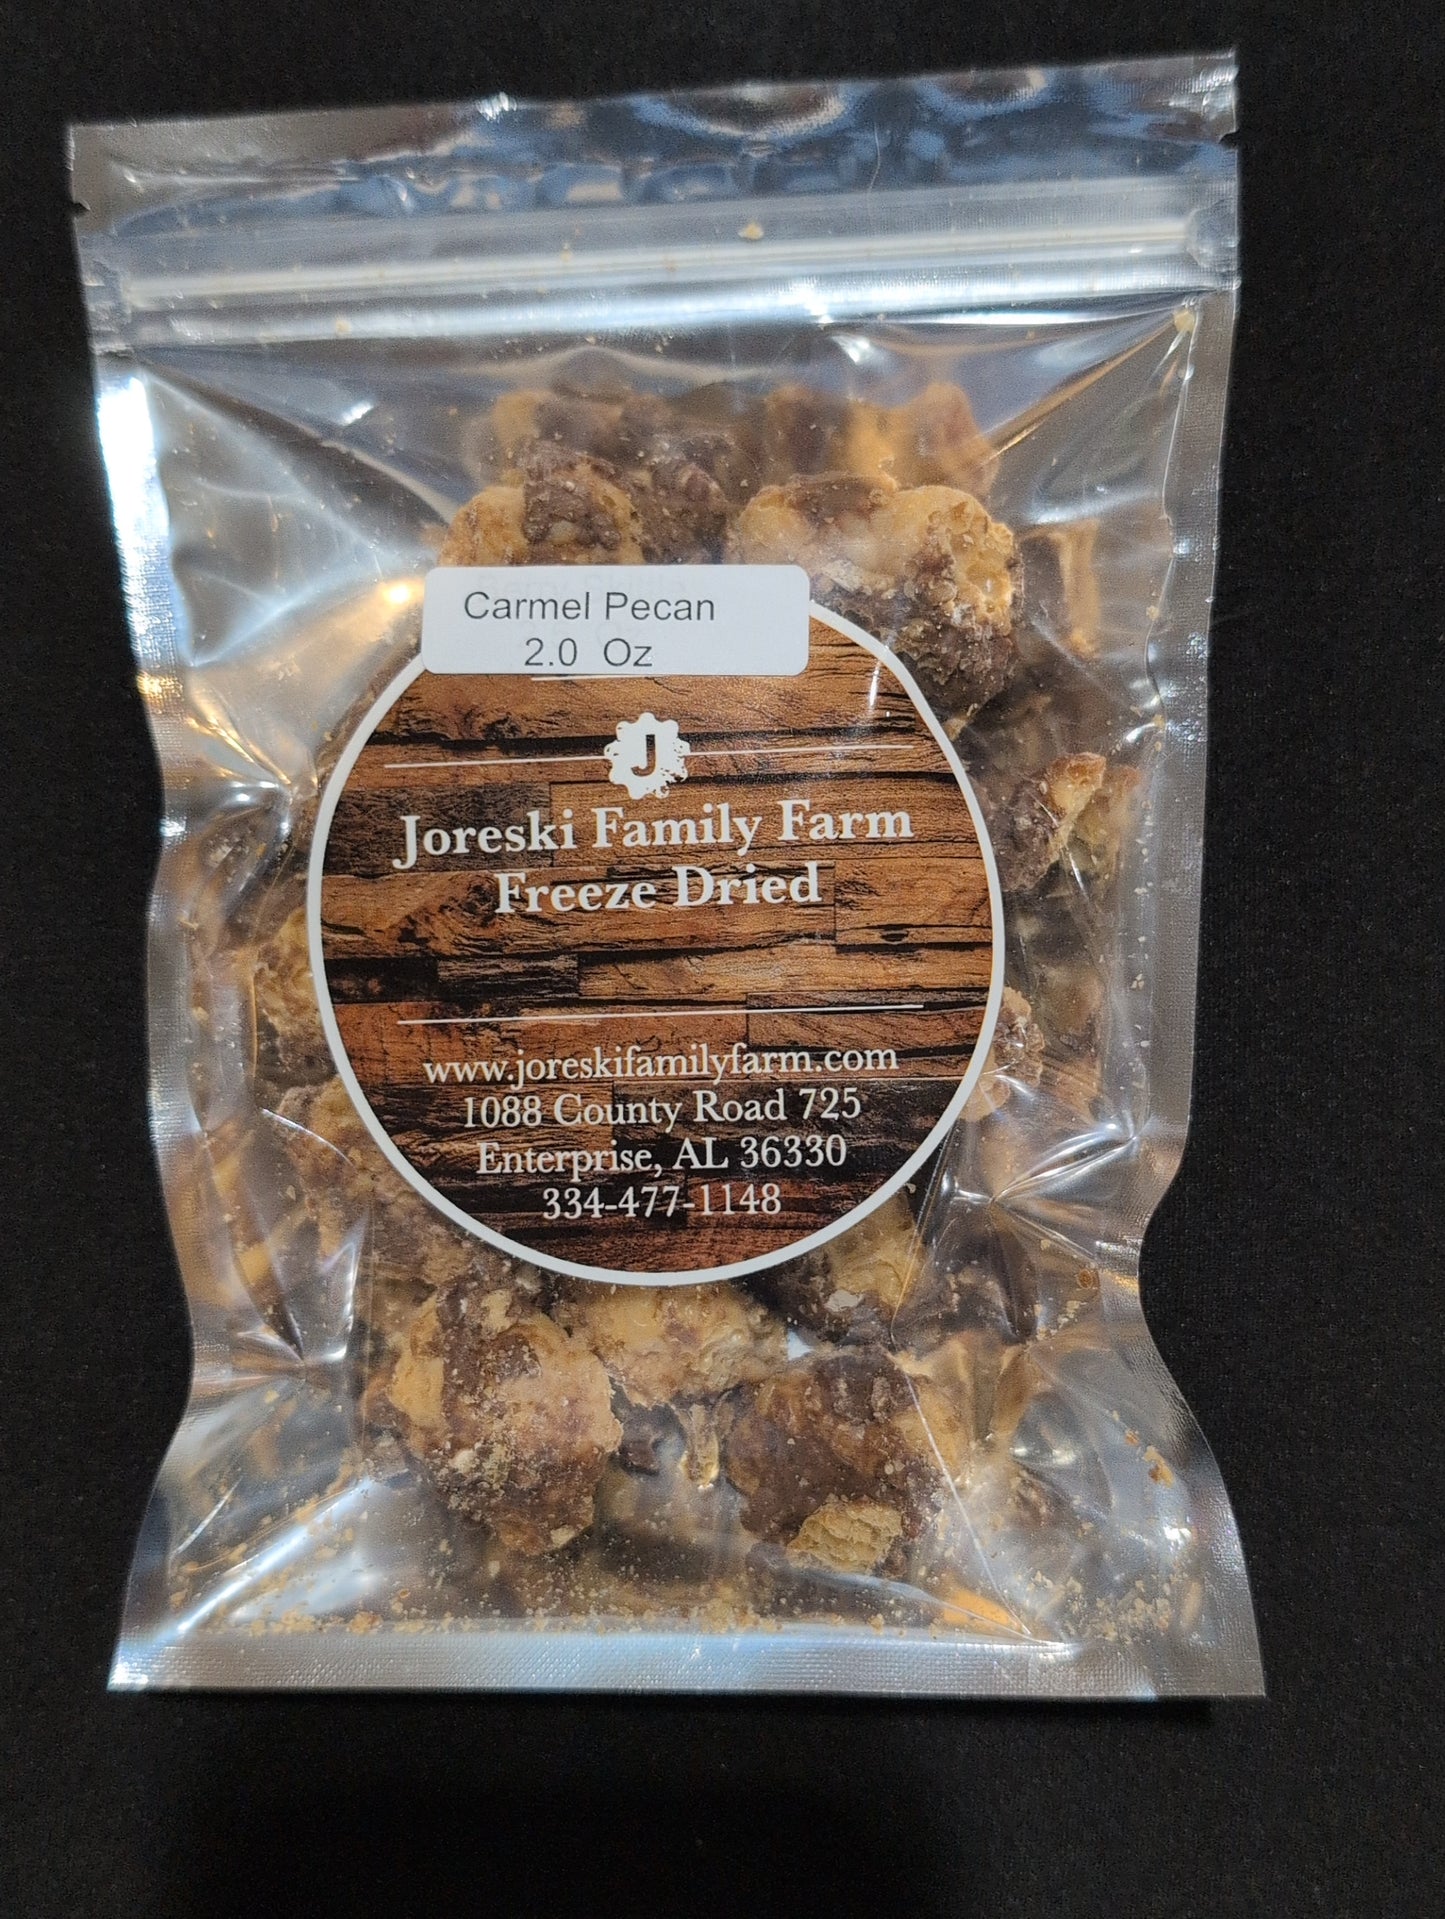 Carmel Pecan
2.0 Oz
J
Joreski Family Farm
Freeze Dried
www.joreskifamilyfarm.com
1088 County Road 725
Enterprise, AL 36330
334-477-1148